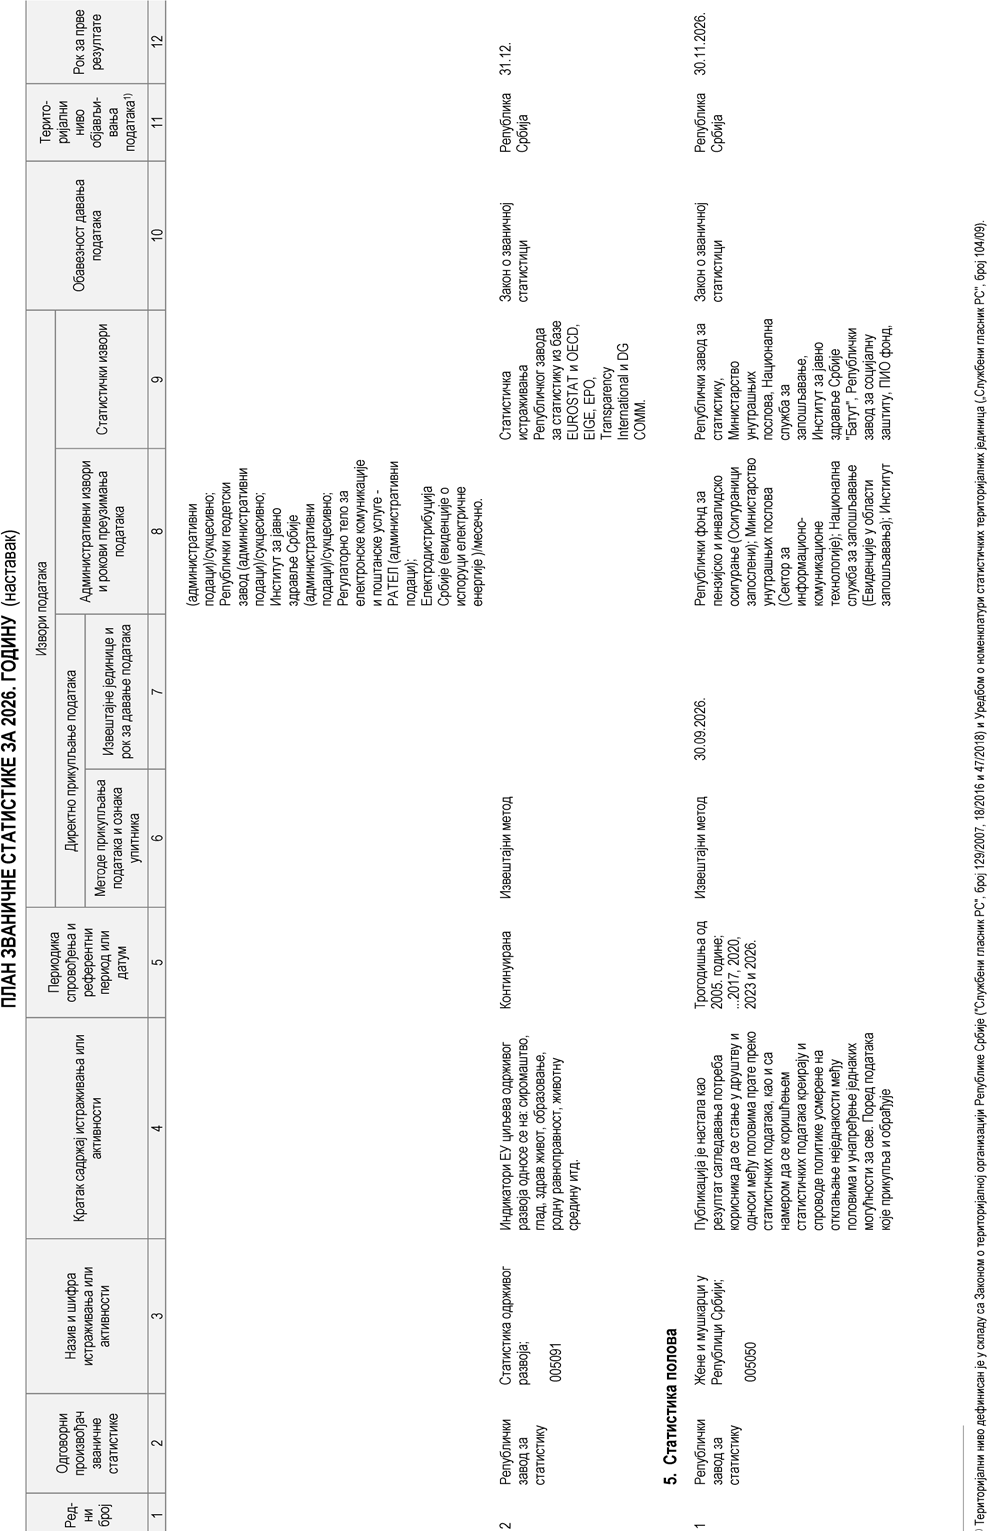 ПЛАН ЗВАНИЧНЕ СТАТИСТИКЕ ЗА 2026. ГОДИНУ (наставак)
Ред-
ни
број
Одговорни
произвођач
званичне
статистике
Назив и шифра
истраживања или
активности
Кратак садржај истраживања или
активности
Периодика
спровођења и
референтни
период или
датум
Извори података
Директно прикупљање података
Методе прикупљања
података и ознака
упитника
Извештајне јединице и
рок за давање података
Административни извори
и рокови преузимања
података
Статистички извори
Обавезност давања
података
Терито-
ријални
ниво
објављи-
вања
података¹⁾
Рок за прве
резултате
1 2 3 4 5 6 7 8 9 10 11 12
(административни
подаци)/сукцесивно;
Републички геодетски
завод (административни
подаци)/сукцесивно;
Институт за јавно
здравље Србије
(административни
подаци)/сукцесивно;
Регулаторно тело за
електронске комуникације
и поштанске услуге -
РАТЕЛ (административни
подаци);
Електродистрибуција
Србије (евиденције о
испоруци електричне
енергије )/месечно.
2
Републички
завод за
статистику
Статистика одрживог
развоја;
005091
Индикатори ЕУ циљева одрживог
развоја односе се на: сиромаштво,
глад, здрав живот, образовање,
родну равноправност, животну
средину итд.
Континуирана
Извештајни метод
Статистичка
истраживања
Републичког завода
за статистику из базе
EUROSTAT и OECD,
EIGE, EPO,
Transparency
International и DG
COMM.
Закон о званичној
статистици
Република
Србија
31.12.
5. Статистика полова
1
Републички
завод за
статистику
Жене и мушкарци у
Републици Србији;
005050
Публикација је настала као
резултат сагледавања потреба
корисника да се стање у друштву и
односи међу половима прате преко
статистичких података, као и са
намером да се коришћењем
статистичких података креирају и
спроводе политике усмерене на
отклањање неједнакости међу
половима и унапређење једнаких
могућности за све. Поред података
које прикупља и обрађује
Трогодишња од
2005. године;
...2017, 2020,
2023 и 2026.
Извештајни метод
30.09.2026.
Републички фонд за
пензијско и инвалидско
осигурање (Осигураници
запослени); Министарство
унутрашњих послова
(Сектор за
информационо-
комуникационе
технологије); Национална
служба за запошљавање
(Евиденције у области
запошљавања); Институт
Републички завод за
статистику,
Министарство
унутрашњих
послова, Национална
служба за
запошљавање,
Институт за јавно
здравље Србије
"Батут", Републички
завод за социјалну
заштиту, ПИО фонд,
Закон о званичној
статистици
Република
Србија
30.11.2026.
⁾ Територијални ниво дефинисан је у складу са Законом о територијалној организацији Републике Србије ("Службени гласник РС", број 129/2007, 18/2016 и 47/2018) и Уредбом о номенклатури статистичких територијалних јединица („Службени гласник РС", број 104/09).